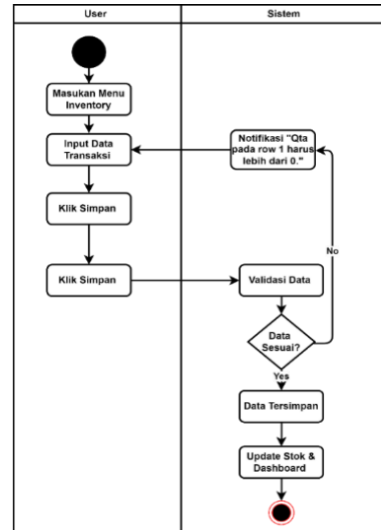 User
Sistem
Masukan Menu
Inventory
Input Data
Transaksi
Notifikasi "Qta
pada row 1 harus
lebih dari 0."
Klik Simpan
No
Klik Simpan
Validasi Data
Data
Sesuai?
Yes
Data Tersimpan
Update Stok &
Dashboard